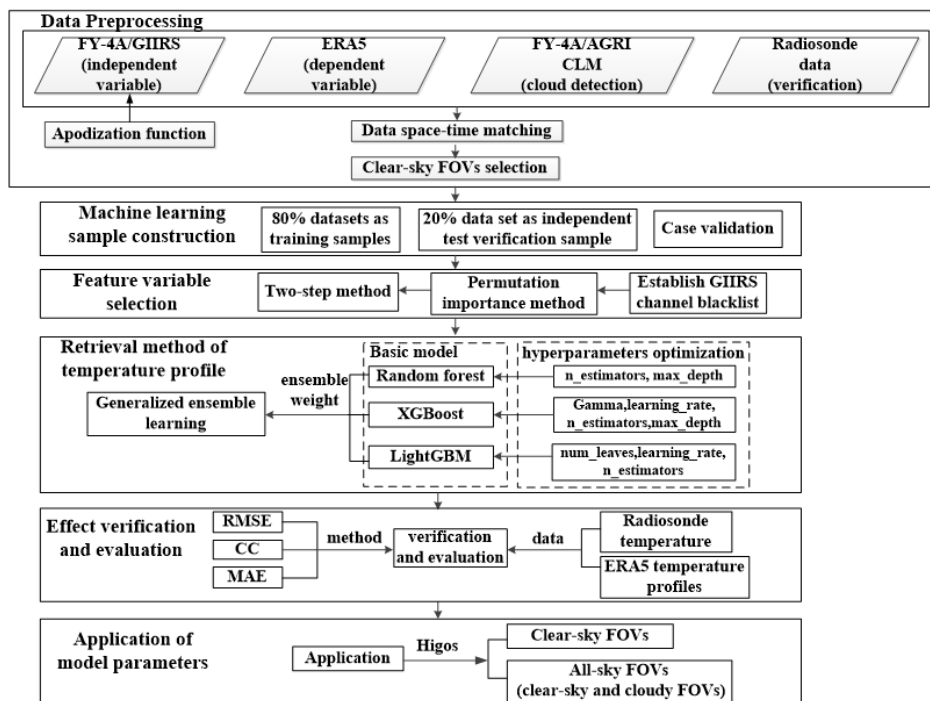 Data Preprocessing
FY-4A/GIIRS
(independent
variable)
ERA5
(dependent
variable)
FY-4A/AGRI
CLM
(cloud detection)
Radiosonde
data
(verification)
Apodization function
Data space-time matching
Clear-sky FOVs selection
Machine learning
sample construction
80% datasets as
training samples
20% data set as independent
test verification sample
Case validation
Feature variable
selection
Two-step method
Permutation
importance method
Establish GIIRS
channel blacklist
Retrieval method of
temperature profile
Generalized ensemble
learning
ensemble
weight
Basic model
Random forest
XGBoost
LightGBM
hyperparameters optimization
n_estimators, max_depth
Gamma,learning_rate,
n_estimators,max_depth
num_leaves,learning_rate,
n_estimators
Effect verification
and evaluation
RMSE
CC
MAE
method
verification
and evaluation
data
Radiosonde
temperature
ERA5 temperature
profiles
Application of
model parameters
Application
Higos
Clear-sky FOVs
All-sky FOVs
(clear-sky and cloudy FOVs)